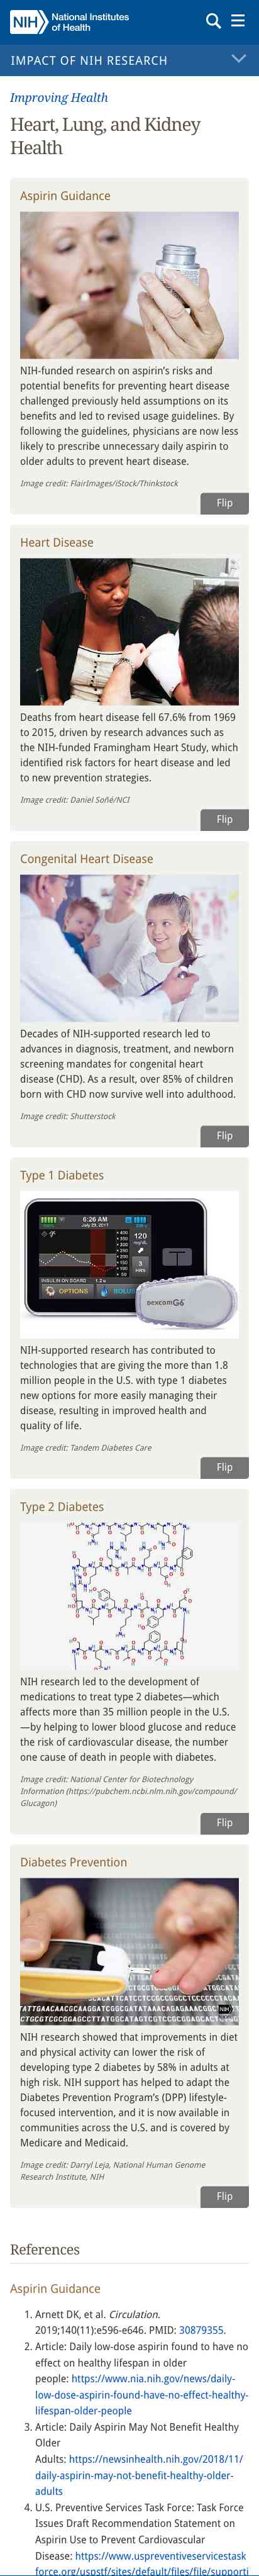 NIH National Institutes
of Health
IMPACT OF NIH RESEARCH
Improving Health
Heart, Lung, and Kidney
Health
Aspirin Guidance
NIH-funded research on aspirin’s risks and
potential benefits for preventing heart disease
challenged previously held assumptions on its
benefits and led to revised usage guidelines. By
following the guidelines, physicians are now less
likely to prescribe unnecessary daily aspirin to
older adults to prevent heart disease.
Image credit: FlairImages/iStock/Thinkstock
Flip
Heart Disease
Deaths from heart disease fell 67.6% from 1969
to 2015, driven by research advances such as
the NIH-funded Framingham Heart Study, which
identified risk factors for heart disease and led
to new prevention strategies.
Image credit: Daniel Soñé/NCI
Flip
Congenital Heart Disease
Decades of NIH-supported research led to
advances in diagnosis, treatment, and newborn
screening mandates for congenital heart
disease (CHD). As a result, over 85% of children
born with CHD now survive well into adulthood.
Image credit: Shutterstock
Flip
Type 1 Diabetes
6:26 AM
120
3
HRS
OPTIONS
BOLUS
DEXCOM G6
NIH-supported research has contributed to
technologies that are giving the more than 1.8
million people in the U.S. with type 1 diabetes
new options for more easily managing their
disease, resulting in improved health and
quality of life.
Image credit: Tandem Diabetes Care
Flip
Type 2 Diabetes
NIH research led to the development of
medications to treat type 2 diabetes—which
affects more than 35 million people in the U.S.
—by helping to lower blood glucose and reduce
the risk of cardiovascular disease, the number
one cause of death in people with diabetes.
Image credit: National Center for Biotechnology
Information (https://pubchem.ncbi.nlm.nih.gov/compound/
Glucagon)
Flip
Diabetes Prevention
NIH
NIH research showed that improvements in diet
and physical activity can lower the risk of
developing type 2 diabetes by 58% in adults at
high risk. NIH support has helped to adapt the
Diabetes Prevention Program’s (DPP) lifestyle-
focused intervention, and it is now available in
communities across the U.S. and is covered by
Medicare and Medicaid.
Image credit: Darryl Leja, National Human Genome
Research Institute, NIH
Flip
References
Aspirin Guidance
1. Arnett DK, et al. Circulation.
2019;140(11):e596-e646. PMID: 30879355.
2. Article: Daily low-dose aspirin found to have no
effect on healthy lifespan in older
people: https://www.nia.nih.gov/news/daily-
low-dose-aspirin-found-have-no-effect-healthy-
lifespan-older-people
3. Article: Daily Aspirin May Not Benefit Healthy
Older
Adults: https://newsinhealth.nih.gov/2018/11/
daily-aspirin-may-not-benefit-healthy-older-
adults
4. U.S. Preventive Services Task Force: Task Force
Issues Draft Recommendation Statement on
Aspirin Use to Prevent Cardiovascular
Disease: https://www.uspreventiveservicestask
force.org/uspstf/sites/default/files/file/supporti